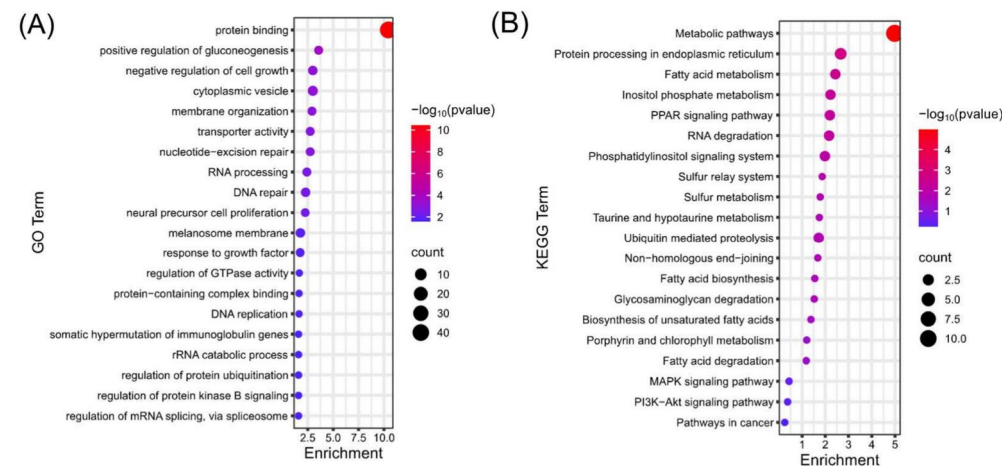 (A)
protein binding
positive regulation of gluconeogenesis
negative regulation of cell growth
cytoplasmic vesicle
membrane organization
transporter activity
nucleotide−excision repair
RNA processing
DNA repair
neural precursor cell proliferation
melanosome membrane
response to growth factor
regulation of GTPase activity
protein−containing complex binding
DNA replication
somatic hypermutation of immunoglobulin genes
rRNA catabolic process
regulation of protein ubiquitination
regulation of protein kinase B signaling
regulation of mRNA splicing, via spliceosome
GO Term
2.5 5.0 7.5 10.0
Enrichment
−log10(pvalue)
10
8
6
4
2
count
10
20
30
40
(B)
Metabolic pathways
Protein processing in endoplasmic reticulum
Fatty acid metabolism
Inositol phosphate metabolism
PPAR signaling pathway
RNA degradation
Phosphatidylinositol signaling system
Sulfur relay system
Sulfur metabolism
Taurine and hypotaurine metabolism
Ubiquitin mediated proteolysis
Non−homologous end−joining
Fatty acid biosynthesis
Glycosaminoglycan degradation
Biosynthesis of unsaturated fatty acids
Porphyrin and chlorophyll metabolism
Fatty acid degradation
MAPK signaling pathway
PI3K−Akt signaling pathway
Pathways in cancer
KEGG Term
1 2 3 4 5
Enrichment
−log10(pvalue)
4
3
2
1
count
2.5
5.0
7.5
10.0